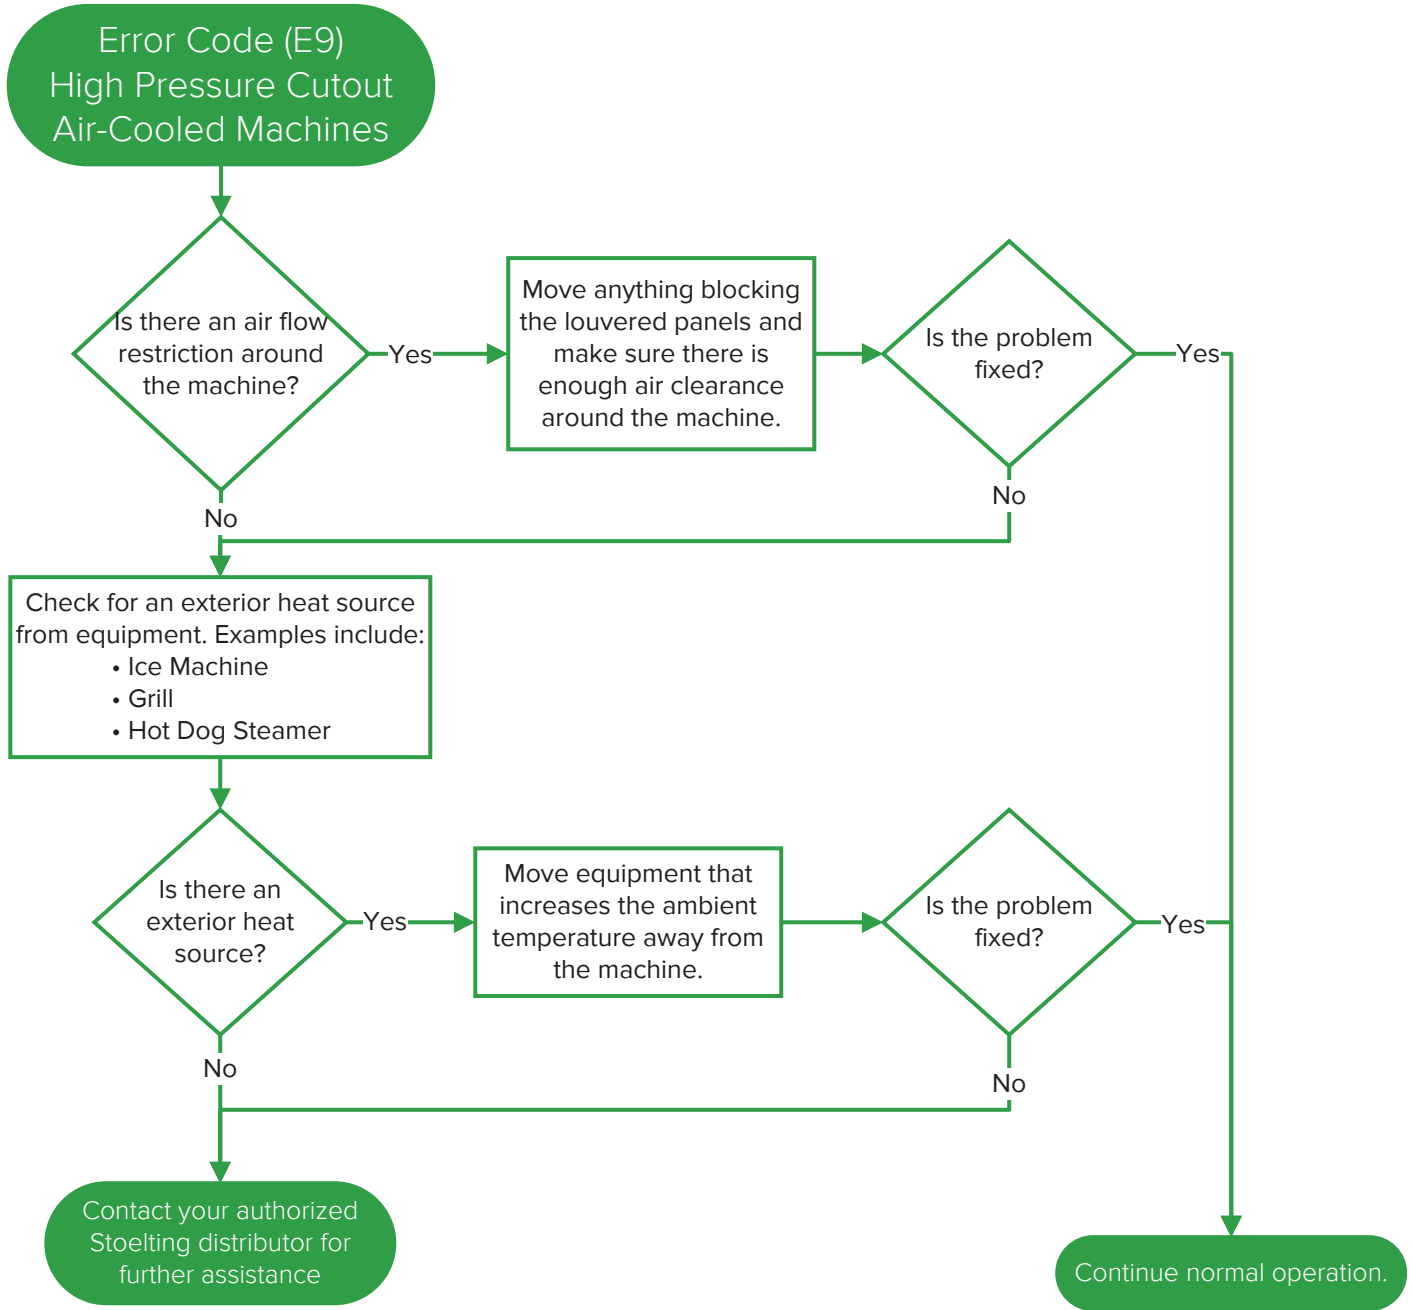 Error Code (E9)
High Pressure Cutout
Air-Cooled Machines
Is there an air flow
restriction around
the machine?
Yes
Move anything blocking
the louvered panels and
make sure there is
enough air clearance
around the machine.
Is the problem
fixed?
Yes
No
No
Check for an exterior heat source
from equipment. Examples include:
• Ice Machine
• Grill
• Hot Dog Steamer
Is there an
exterior heat
source?
Yes
Move equipment that
increases the ambient
temperature away from
the machine.
Is the problem
fixed?
Yes
No
No
Contact your authorized
Stoelting distributor for
further assistance
Continue normal operation.